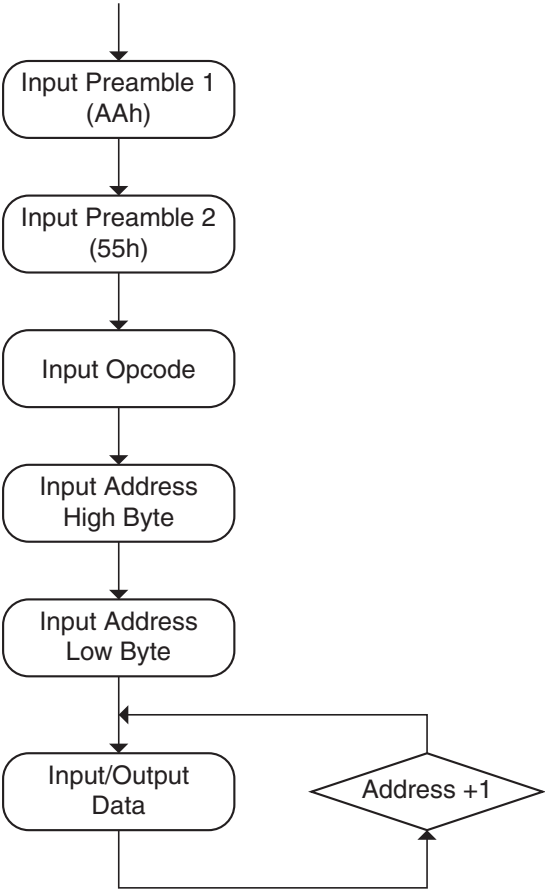 Input Preamble 1
(AAh)
Input Preamble 2
(55h)
Input Opcode
Input Address
High Byte
Input Address
Low Byte
Input/Output
Data
Address +1